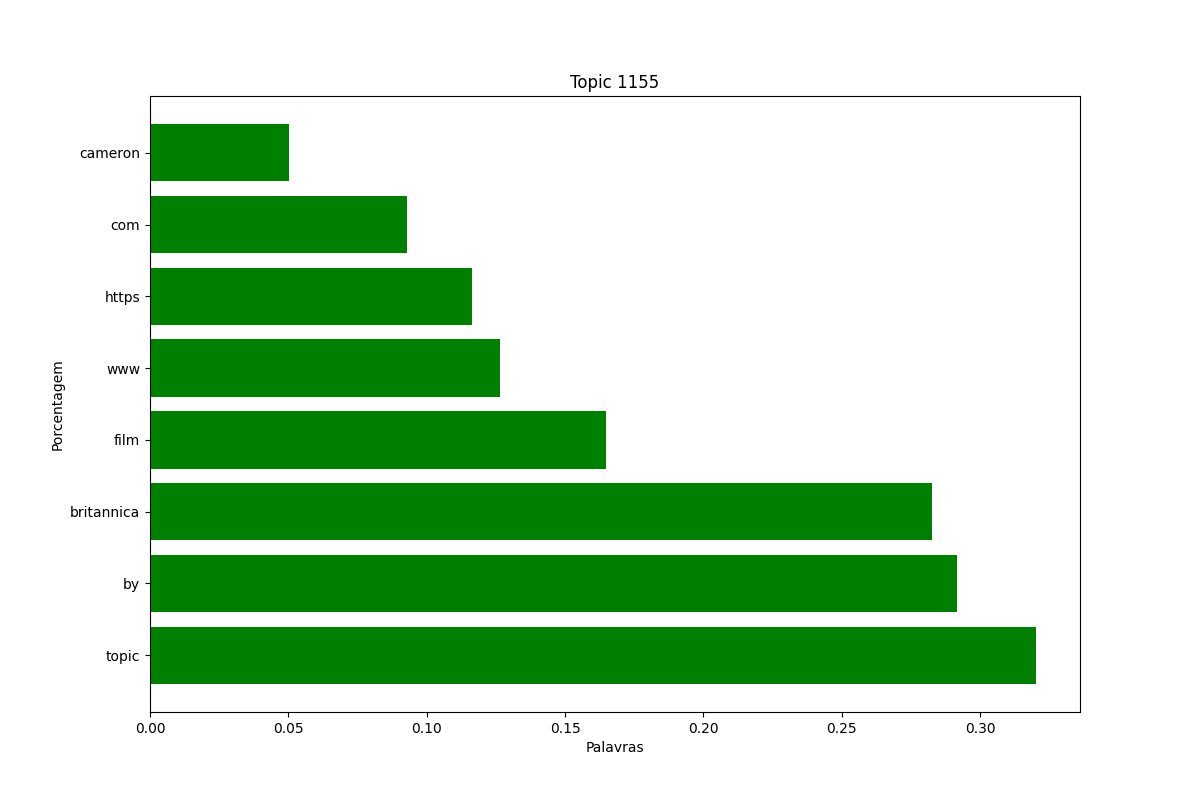 Topic 1155
cameron
com
https
www
film
britannica
by
topic
Porcentagem
0.00 0.05 0.10 0.15 0.20 0.25 0.30
Palavras